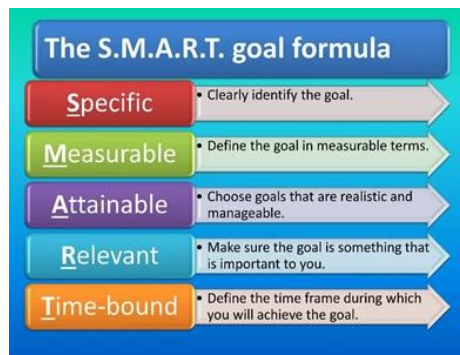 The S.M.A.R.T. goal formula
Specific
• Clearly identify the goal.
Measurable
• Define the goal in measurable terms.
Attainable
• Choose goals that are realistic and
manageable.
Relevant
• Make sure the goal is something that
is important to you.
Time-bound
• Define the time frame during which
you will achieve the goal.